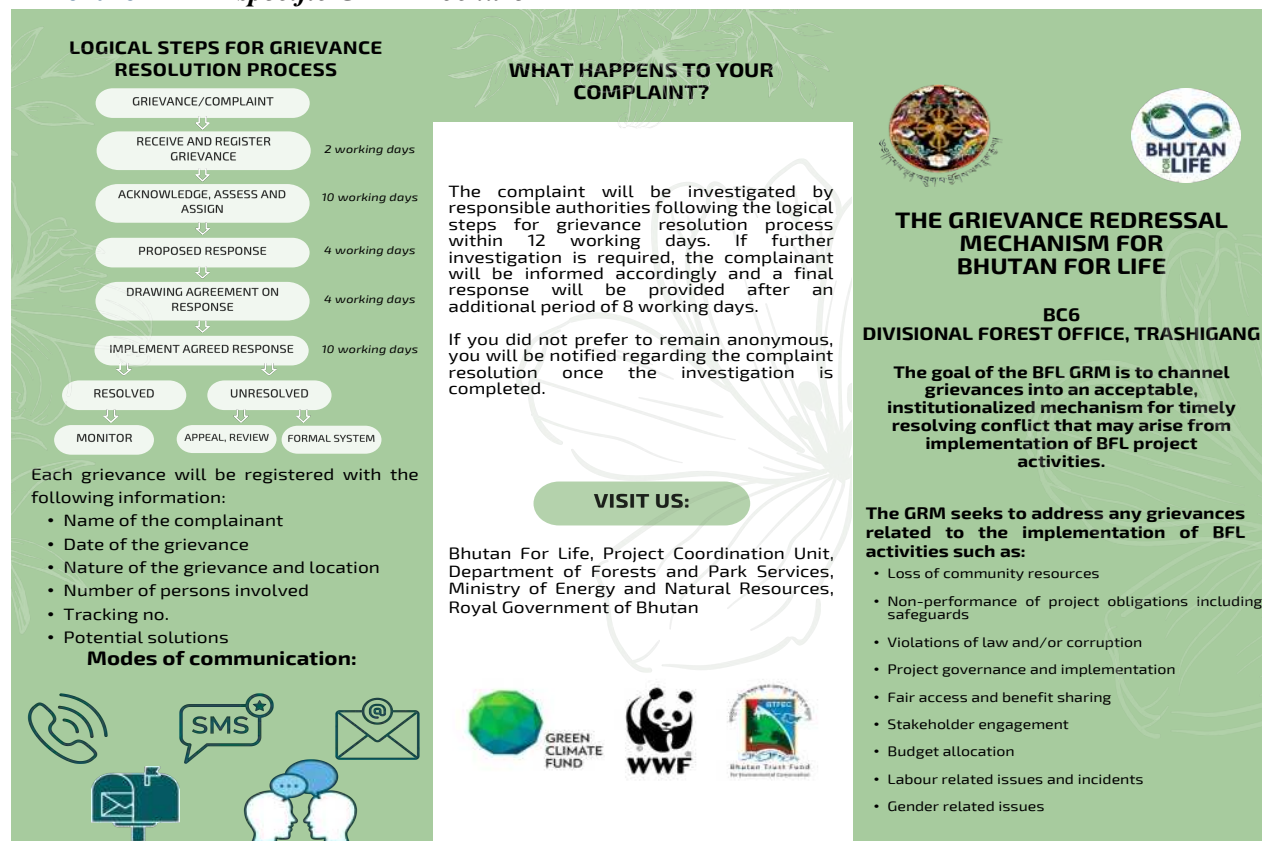 specific GRM Brochure
LOGICAL STEPS FOR GRIEVANCE
RESOLUTION PROCESS
GRIEVANCE/COMPLAINT
RECEIVE AND REGISTER
GRIEVANCE
2 working days
ACKNOWLEDGE, ASSESS AND
ASSIGN
10 working days
PROPOSED RESPONSE
4 working days
DRAWING AGREEMENT ON
RESPONSE
4 working days
IMPLEMENT AGREED RESPONSE
10 working days
RESOLVED
UNRESOLVED
MONITOR
APPEAL, REVIEW
FORMAL SYSTEM
Each grievance will be registered with the
following information:
• Name of the complainant
• Date of the grievance
• Nature of the grievance and location
• Number of persons involved
• Tracking no.
• Potential solutions
Modes of communication:
SMS
@
WHAT HAPPENS TO YOUR
COMPLAINT?
The complaint will be investigated by
responsible authorities following the logical
steps for grievance resolution process
within 12 working days. If further
investigation is required, the complainant
will be informed accordingly and a final
response will be provided after an
additional period of 8 working days.
If you did not prefer to remain anonymous,
you will be notified regarding the complaint
resolution once the investigation is
completed.
VISIT US:
Bhutan For Life, Project Coordination Unit,
Department of Forests and Park Services,
Ministry of Energy and Natural Resources,
Royal Government of Bhutan
GREEN
CLIMATE
FUND
WWF
BTFEC
Bhutan Trust Fund
for Environmental Conservation
BHUTAN
FOR LIFE
THE GRIEVANCE REDRESSAL
MECHANISM FOR
BHUTAN FOR LIFE
BC6
DIVISIONAL FOREST OFFICE, TRASHIGANG
The goal of the BFL GRM is to channel
grievances into an acceptable,
institutionalized mechanism for timely
resolving conflict that may arise from
implementation of BFL project
activities.
The GRM seeks to address any grievances
related to the implementation of BFL
activities such as:
• Loss of community resources
• Non-performance of project obligations including
safeguards
• Violations of law and/or corruption
• Project governance and implementation
• Fair access and benefit sharing
• Stakeholder engagement
• Budget allocation
• Labour related issues and incidents
• Gender related issues